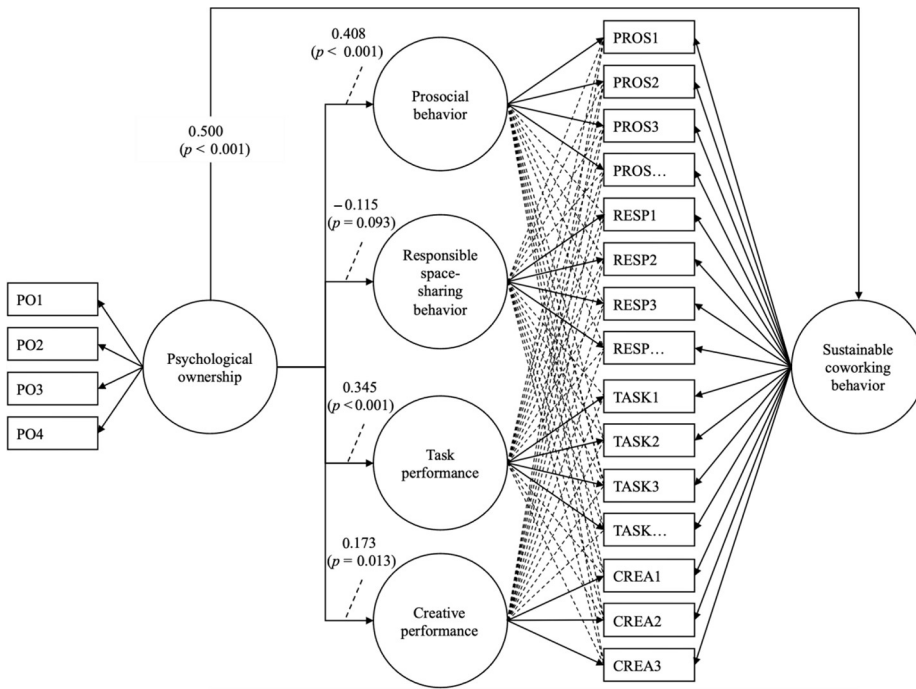 0.408
(p < 0.001)
0.500
(p < 0.001)
−0.115
(p = 0.093)
0.345
(p <0.001)
0.173
(p = 0.013)
PO1
PO2
PO3
PO4
Psychological
ownership
Prosocial
behavior
Responsible
space-
sharing
behavior
Task
performance
Creative
performance
PROS1
PROS2
PROS3
PROS…
RESP1
RESP2
RESP3
RESP…
TASK1
TASK2
TASK3
TASK…
CREA1
CREA2
CREA3
Sustainable
coworking
behavior